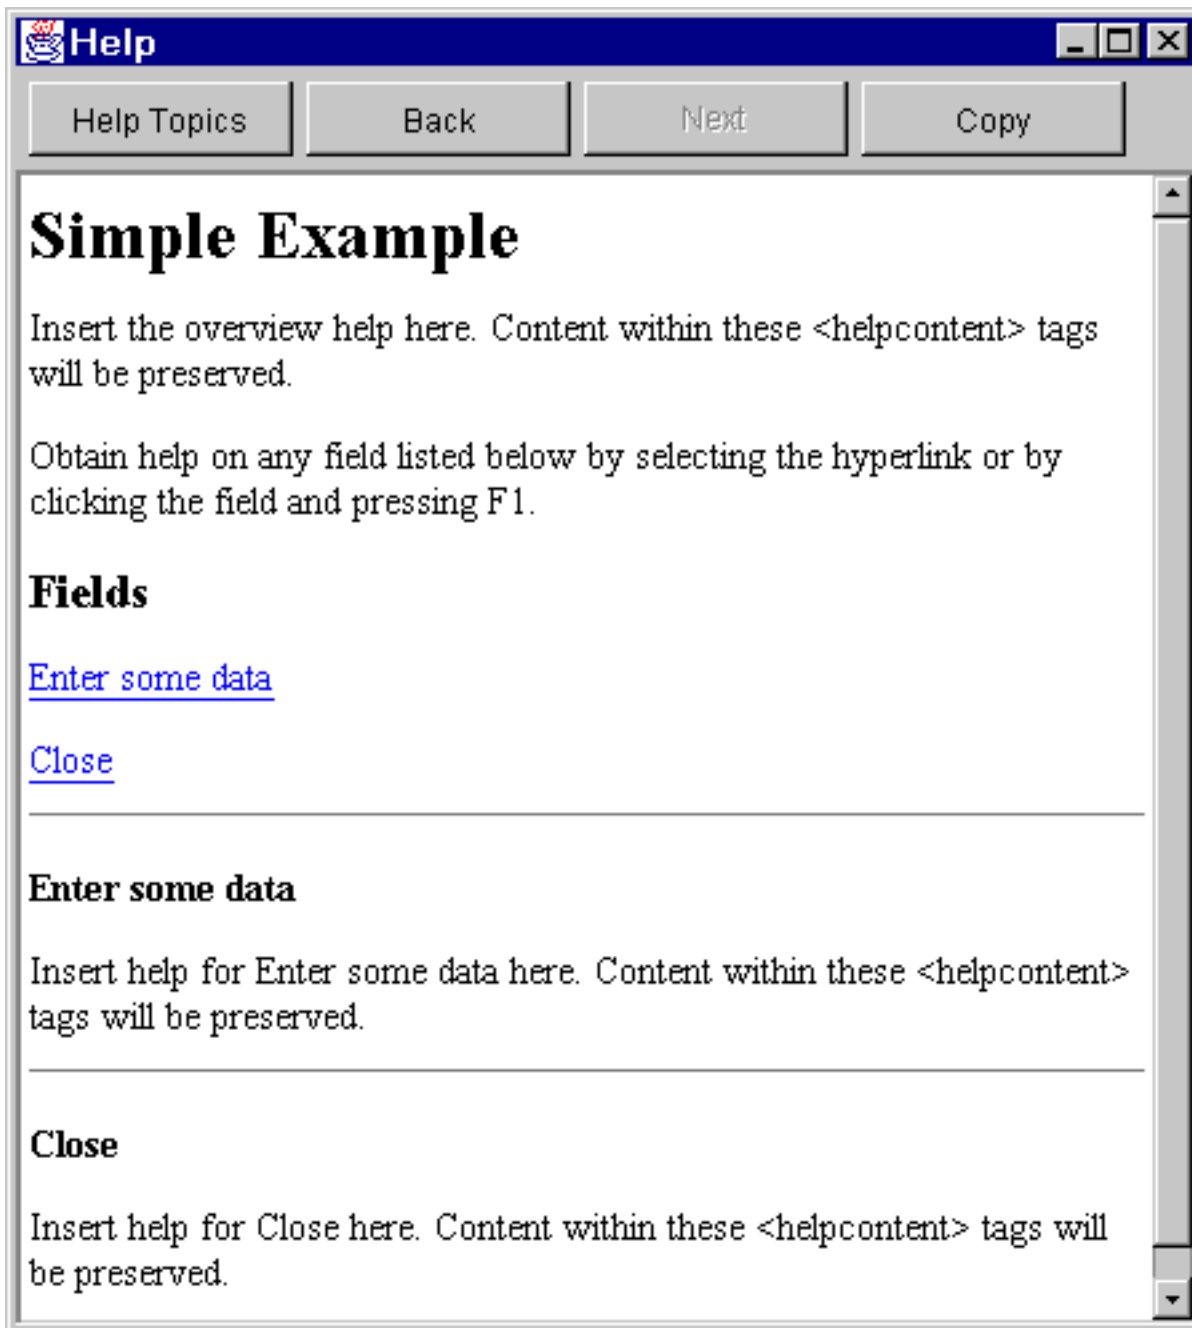 Help
Help Topics Back Next Copy
Simple Example
Insert the overview help here. Content within these <helpcontent> tags
will be preserved.
Obtain help on any field listed below by selecting the hyperlink or by
clicking the field and pressing F1.
Fields
Enter some data
Close
Enter some data
Insert help for Enter some data here. Content within these <helpcontent>
tags will be preserved.
Close
Insert help for Close here. Content within these <helpcontent> tags will
be preserved.